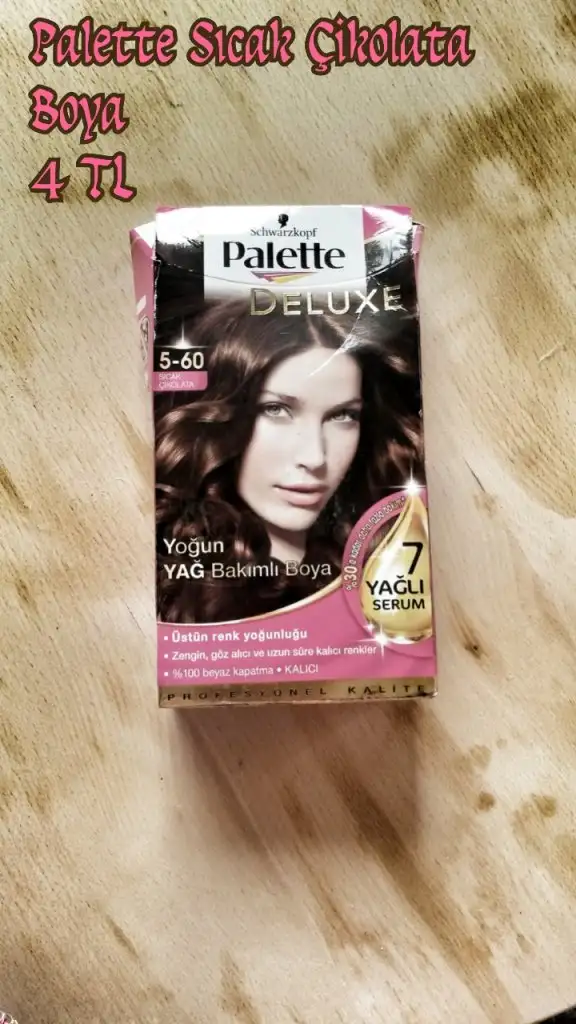 Palette Sıcak Çikolata
Boya
4 TL
Schwarzkopf
Palette
DELUXE
5-60
SICAK
ÇİKOLATA
Yoğun
YAĞ Bakımlı Boya
%30
7
YAĞLI
SERUM
• Üstün renk yoğunluğu
• Zengin, göz alıcı ve uzun süre kalıcı renkler
• %100 beyaz kapatma • KALICI
PROFESYONEL KALİTE